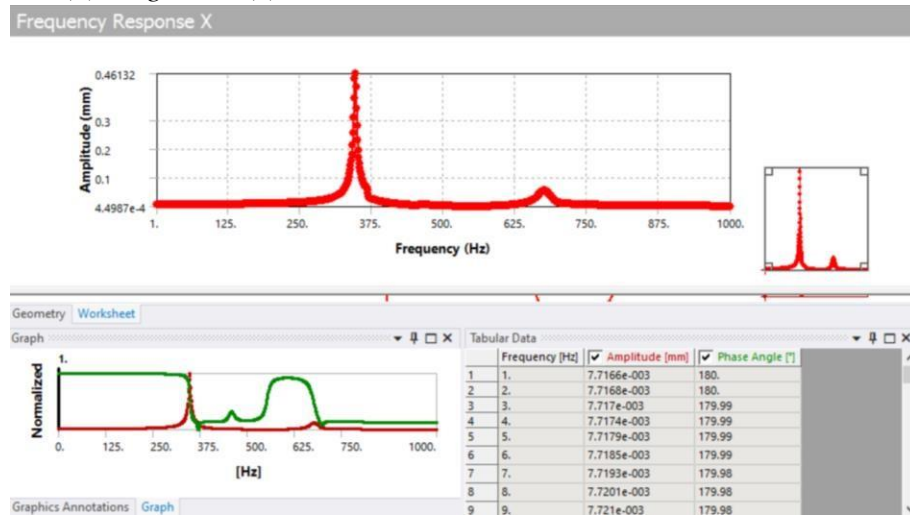 Frequency Response X
0.46132
0.3
0.2
0.1
4.4987e-4
Amplitude (mm)
1. 125. 250. 375. 500. 625. 750. 875. 1000.
Frequency (Hz)
Geometry Worksheet
Graph
1.
Normalized
0. 125. 250. 375. 500. 625. 750. 1000.
[Hz]
Graphics Annotations Graph
Tabular Data
Frequency [Hz] Amplitude [mm] Phase Angle [°]
1 1. 7.7166e-003 180.
2 2. 7.7168e-003 180.
3 3. 7.717e-003 179.99
4 4. 7.7174e-003 179.99
5 5. 7.7179e-003 179.99
6 6. 7.7185e-003 179.99
7 7. 7.7193e-003 179.98
8 8. 7.7201e-003 179.98
9 9. 7.721e-003 179.98